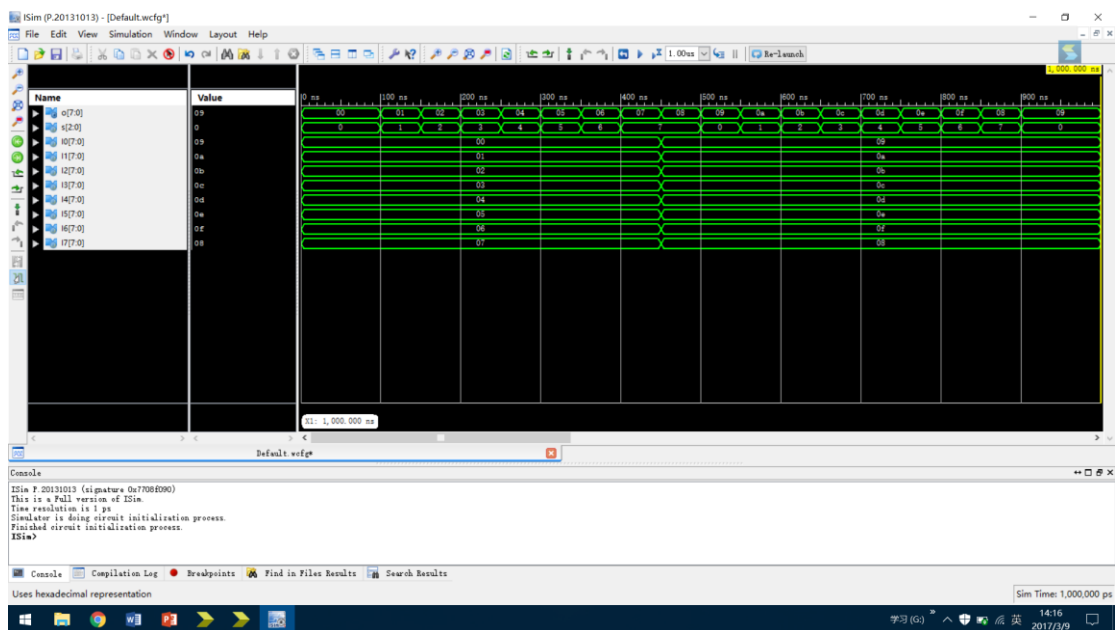 ISim (P.20131013) - [Default.wcfg*]
File Edit View Simulation Window Layout Help
1.00us Re-launch
1,000.000 ns
Name Value 0 ns 100 ns 200 ns 300 ns 400 ns 500 ns 600 ns 700 ns 800 ns 900 ns
o[7:0] 09 00 01 02 03 04 05 06 07 08 09 0a 0b 0c 0d 0e 0f 08 09
s[2:0] 0 0 1 2 3 4 5 6 7 0 1 2 3 4 5 6 7 0
I0[7:0] 09 00 09
I1[7:0] 0a 01 0a
I2[7:0] 0b 02 0b
I3[7:0] 0c 03 0c
I4[7:0] 0d 04 0d
I5[7:0] 0e 05 0e
I6[7:0] 0f 06 0f
I7[7:0] 08 07 08
X1: 1,000.000 ns
Default.wcfg*
Console
ISim P.20131013 (signature 0x7708f090)
This is a Full version of ISim.
Time resolution is 1 ps
Simulator is doing circuit initialization process.
Finished circuit initialization process.
ISim>
Console Compilation Log Breakpoints Find in Files Results Search Results
Uses hexadecimal representation Sim Time: 1,000,000 ps
学习 (G:) 英 14:16
2017/3/9